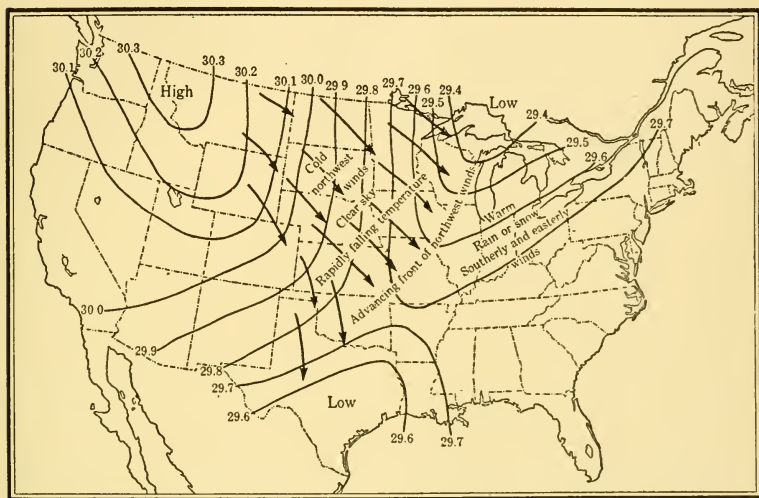 30.2
30.3
30.3
30.1
High
30.2
30.1
30.0
29.9
29.8
29.7
29.6
29.5
29.4
Low
29.4
29.5
29.6
29.7
Cold
northwest
winds
Clear sky
Rapidly falling temperature
Advancing front of northwest winds
Warm
Rain or snow
Southerly and easterly
winds
30.0
29.9
29.8
29.7
29.6
Low
29.6
29.7